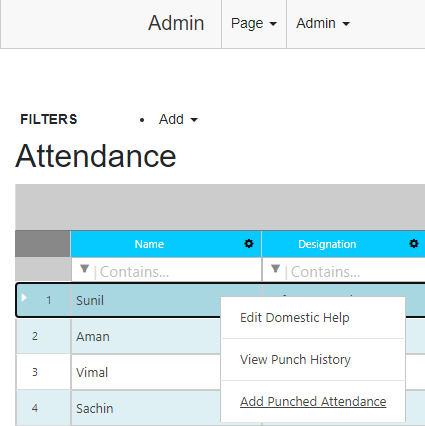 Admin Page Admin
FILTERS • Add
Attendance
Name Designation
Contains... Contains...
1 Sunil
Edit Domestic Help
2 Aman
View Punch History
3 Vimal
Add Punched Attendance
4 Sachin